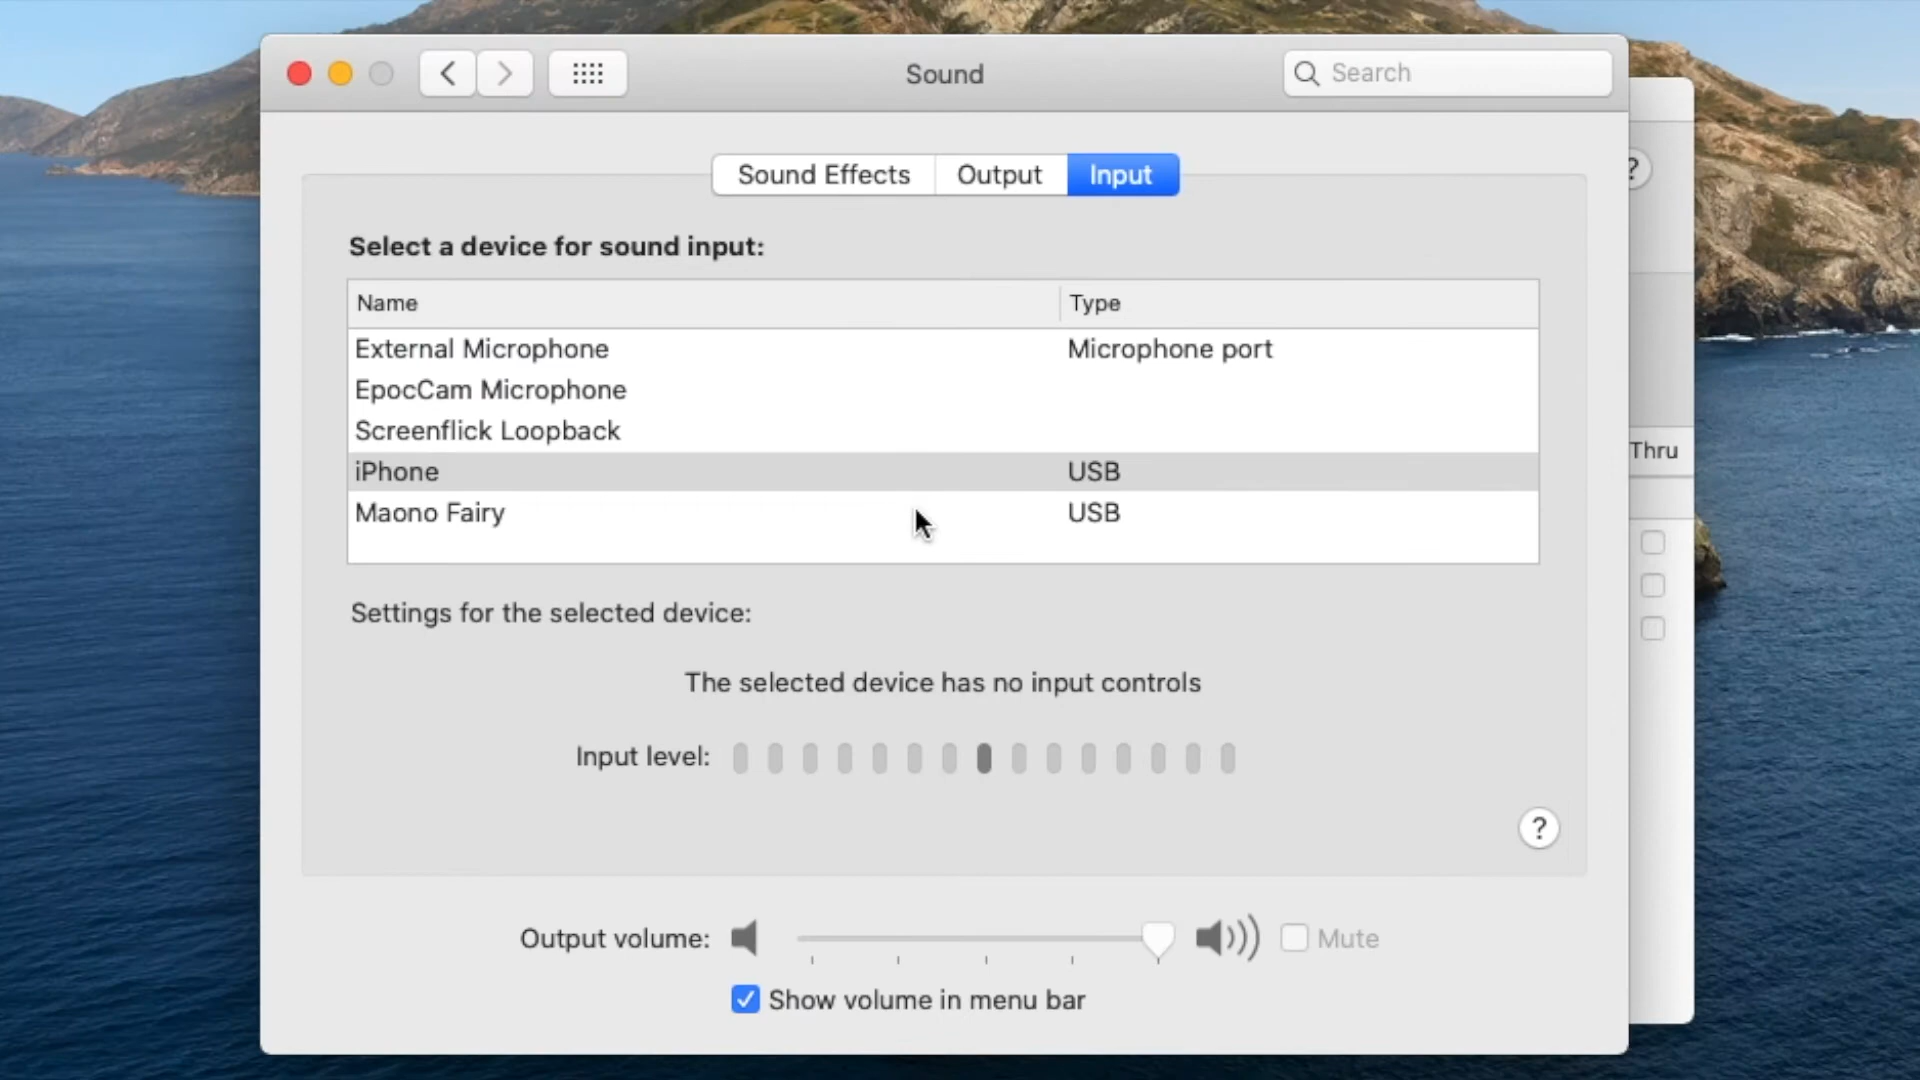 Sound
Search
?
Sound Effects Output Input
Select a device for sound input:
Name Type
External Microphone Microphone port
EpocCam Microphone
Screenflick Loopback
Thru
iPhone USB
Maono Fairy USB
Settings for the selected device:
The selected device has no input controls
Input level:
?
Output volume: Mute
Show volume in menu bar